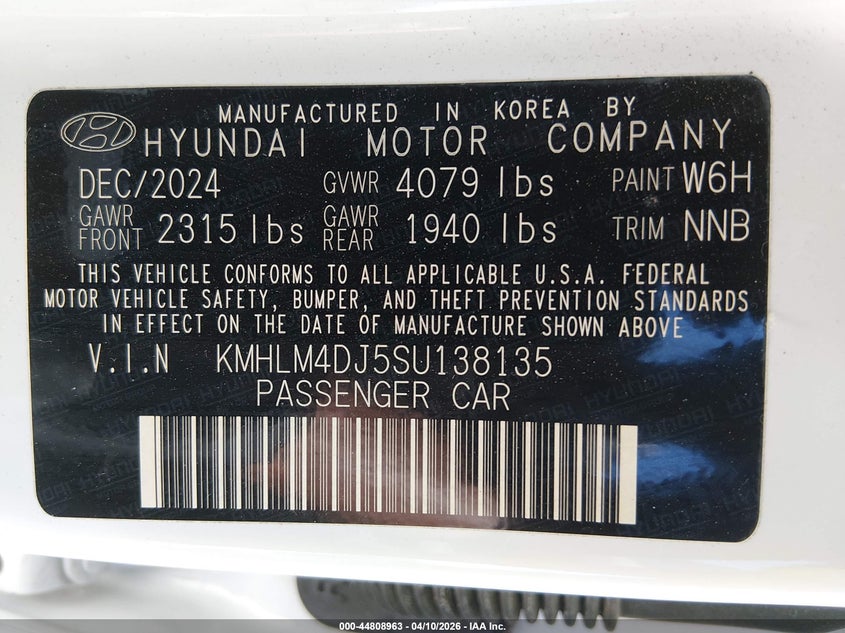 MANUFACTURED IN KOREA BY
HYUNDAI MOTOR COMPANY
DEC/2024 GVWR 4079 lbs PAINT W6H
GAWR FRONT 2315 lbs GAWR REAR 1940 lbs TRIM NNB
THIS VEHICLE CONFORMS TO ALL APPLICABLE U.S.A. FEDERAL
MOTOR VEHICLE SAFETY, BUMPER, AND THEFT PREVENTION STANDARDS
IN EFFECT ON THE DATE OF MANUFACTURE SHOWN ABOVE
V.I.N KMHLM4DJ5SU138135
PASSENGER CAR
000-44808963 - 04/10/2026 - IAA Inc.